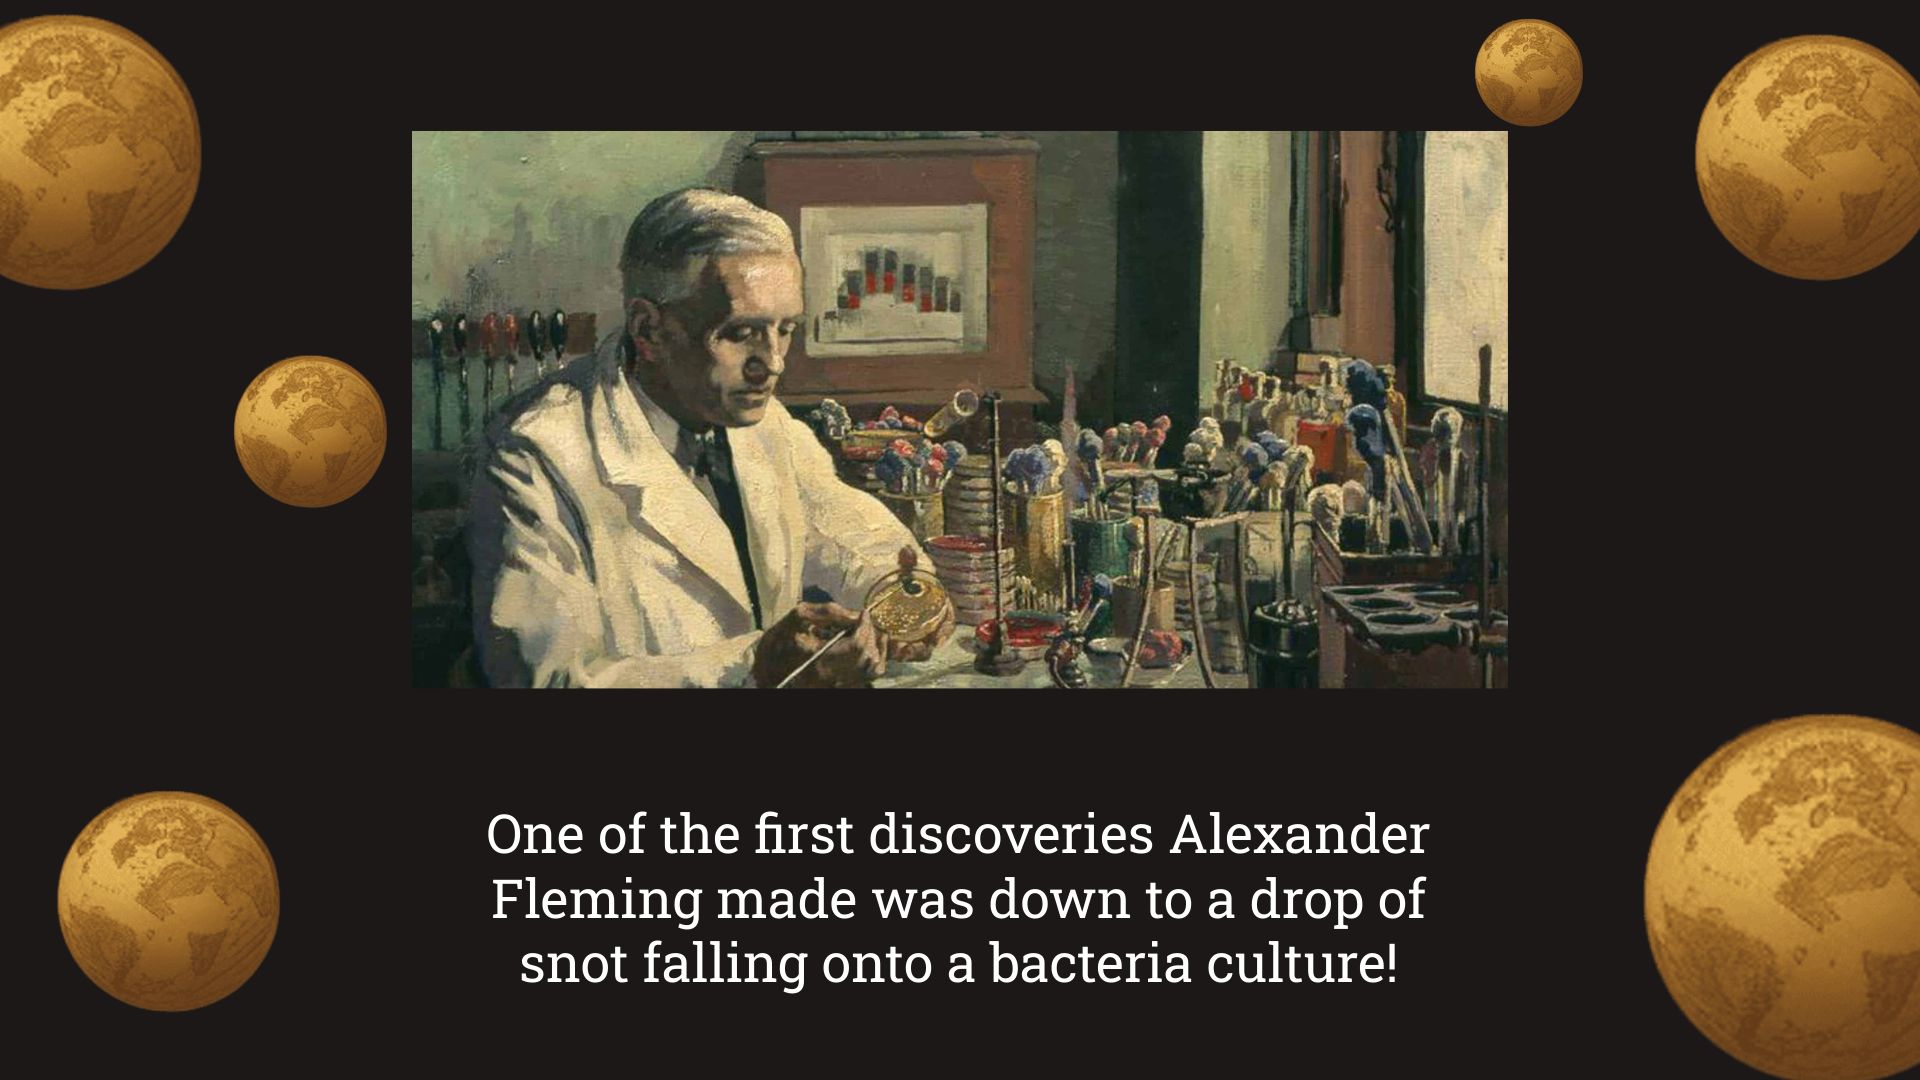 One of the first discoveries Alexander
Fleming made was down to a drop of
snot falling onto a bacteria culture!